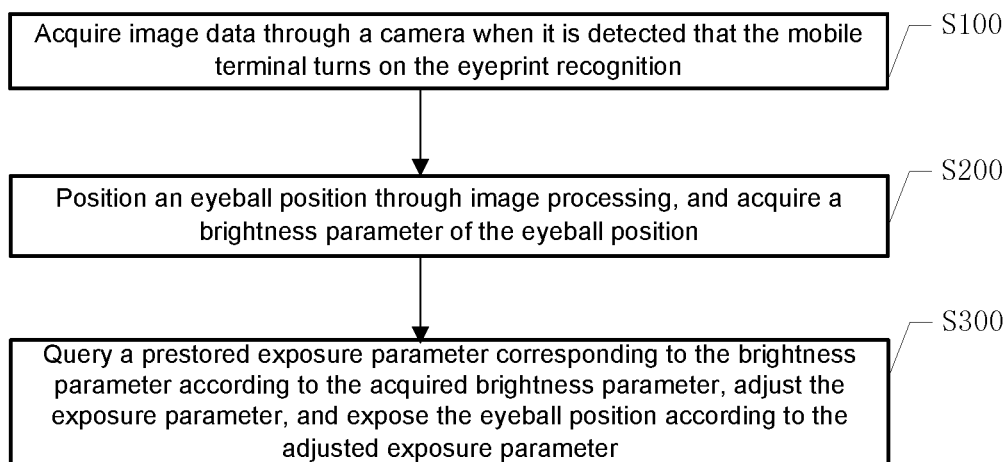 Acquire image data through a camera when it is detected that the mobile
terminal turns on the eyeprint recognition
S100
Position an eyeball position through image processing, and acquire a
brightness parameter of the eyeball position
S200
Query a prestored exposure parameter corresponding to the brightness
parameter according to the acquired brightness parameter, adjust the
exposure parameter, and expose the eyeball position according to the
adjusted exposure parameter
S300